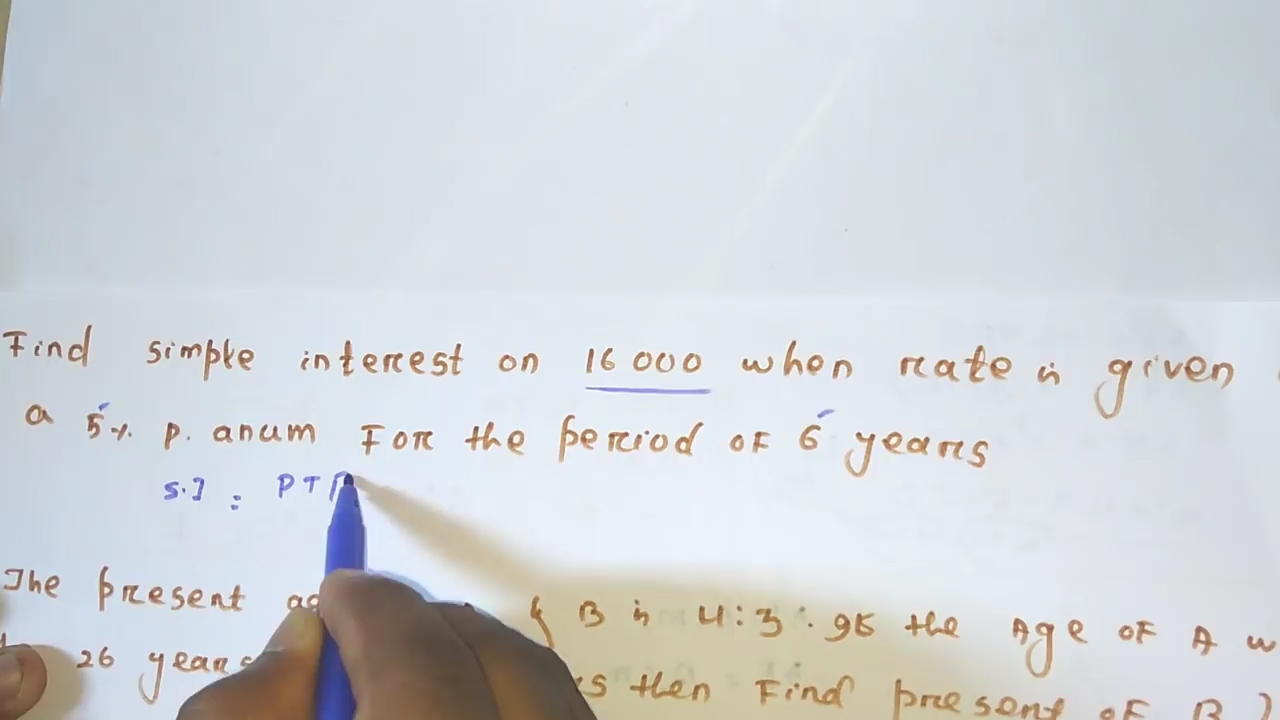 Find simple interest on 16000 when rate is given
a 5% p. anum For the period of 6 years
S.I = PTR
The present & B is 4:3. If the Age of A w
26 years then Find present of B)